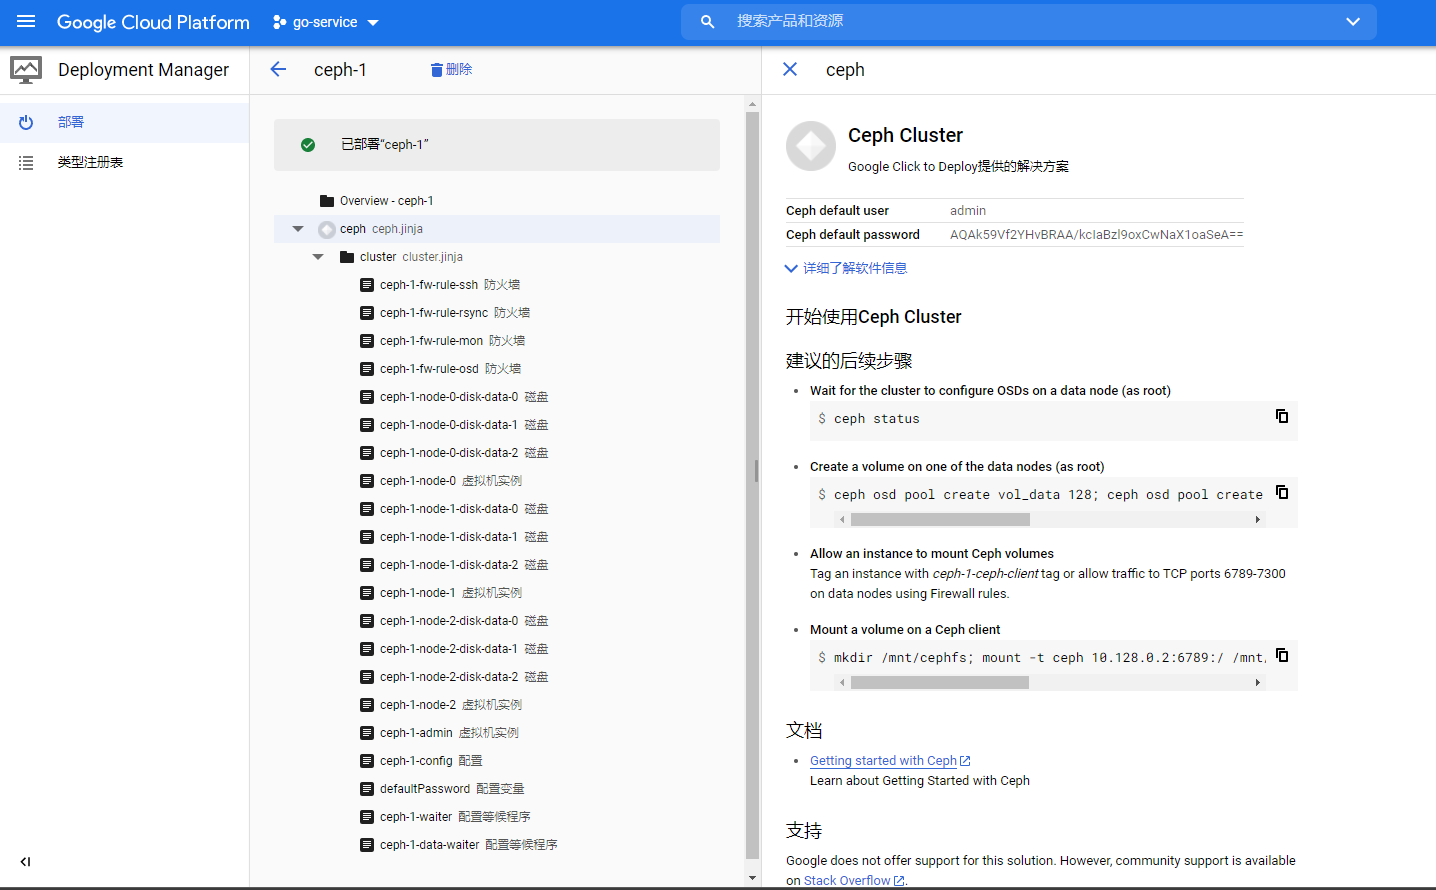 Google Cloud Platform
go-service
搜索产品和资源
Deployment Manager
部署
类型注册表
ceph-1
删除
已部署“ceph-1”
Overview - ceph-1
ceph ceph.jinja
cluster cluster.jinja
ceph-1-fw-rule-ssh 防火墙
ceph-1-fw-rule-rsync 防火墙
ceph-1-fw-rule-mon 防火墙
ceph-1-fw-rule-osd 防火墙
ceph-1-node-0-disk-data-0 磁盘
ceph-1-node-0-disk-data-1 磁盘
ceph-1-node-0-disk-data-2 磁盘
ceph-1-node-0 虚拟机实例
ceph-1-node-1-disk-data-0 磁盘
ceph-1-node-1-disk-data-1 磁盘
ceph-1-node-1-disk-data-2 磁盘
ceph-1-node-1 虚拟机实例
ceph-1-node-2-disk-data-0 磁盘
ceph-1-node-2-disk-data-1 磁盘
ceph-1-node-2-disk-data-2 磁盘
ceph-1-node-2 虚拟机实例
ceph-1-admin 虚拟机实例
ceph-1-config 配置
defaultPassword 配置变量
ceph-1-waiter 配置等候程序
ceph-1-data-waiter 配置等候程序
ceph
Ceph Cluster
Google Click to Deploy提供的解决方案
Ceph default user admin
Ceph default password AQAk59Vf2YHvBRAA/kcIaBzl9oxCwNaX1oaSeA==
详细了解软件信息
开始使用Ceph Cluster
建议的后续步骤
Wait for the cluster to configure OSDs on a data node (as root)
$ ceph status
Create a volume on one of the data nodes (as root)
$ ceph osd pool create vol_data 128; ceph osd pool create
Allow an instance to mount Ceph volumes
Tag an instance with ceph-1-ceph-client tag or allow traffic to TCP ports 6789-7300
on data nodes using Firewall rules.
Mount a volume on a Ceph client
$ mkdir /mnt/cephfs; mount -t ceph 10.128.0.2:6789:/ /mnt/
文档
Getting started with Ceph
Learn about Getting Started with Ceph
支持
Google does not offer support for this solution. However, community support is available
on Stack Overflow.